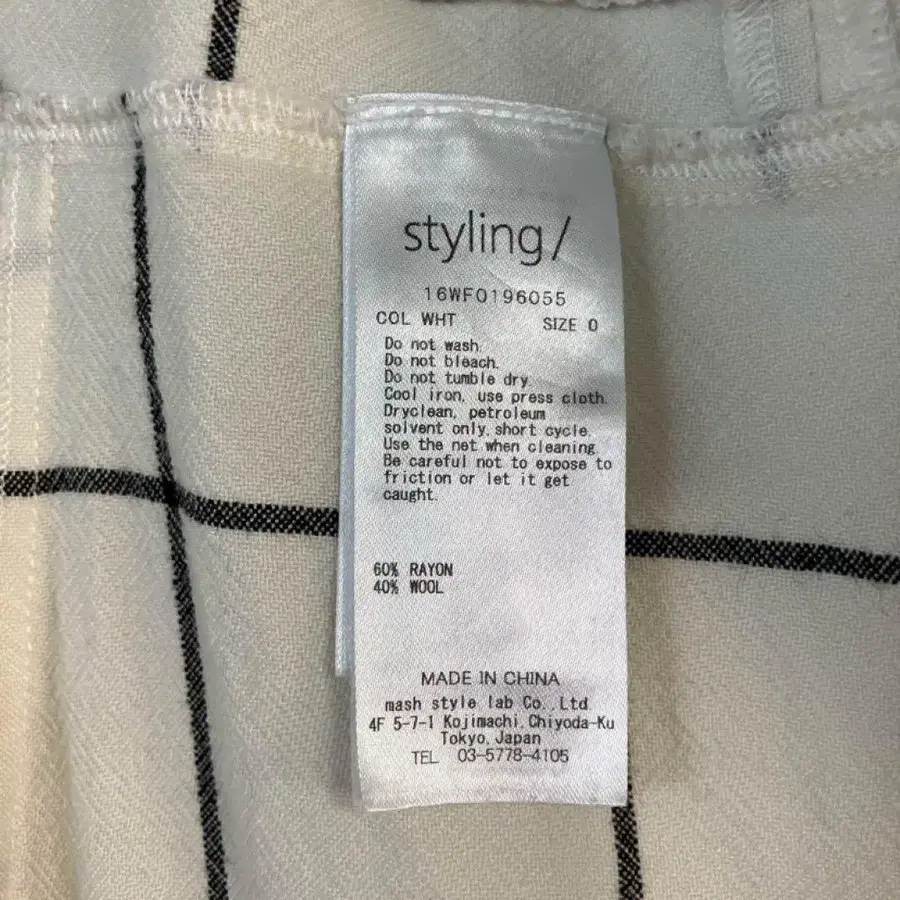 styling/
16WF0196055
COL WHT SIZE 0
Do not wash.
Do not bleach.
Do not tumble dry.
Cool iron, use press cloth.
Dryclean, petroleum
solvent only, short cycle.
Use the net when cleaning.
Be careful not to expose to
friction or let it get
caught.
60% RAYON
40% WOOL
MADE IN CHINA
mash style lab Co.,Ltd.
4F 5-7-1 Kojimachi,Chiyoda-Ku
Tokyo,Japan
TEL 03-5778-4105